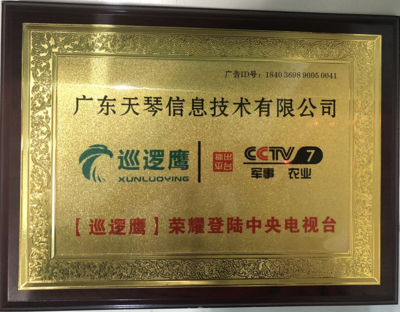 广告ID号：1840 3698 9005 0041
广东天琴信息技术有限公司
巡逻鹰
XUNLUOYING
CCTV 7
军事 农业
【巡逻鹰】荣耀登陆中央电视台